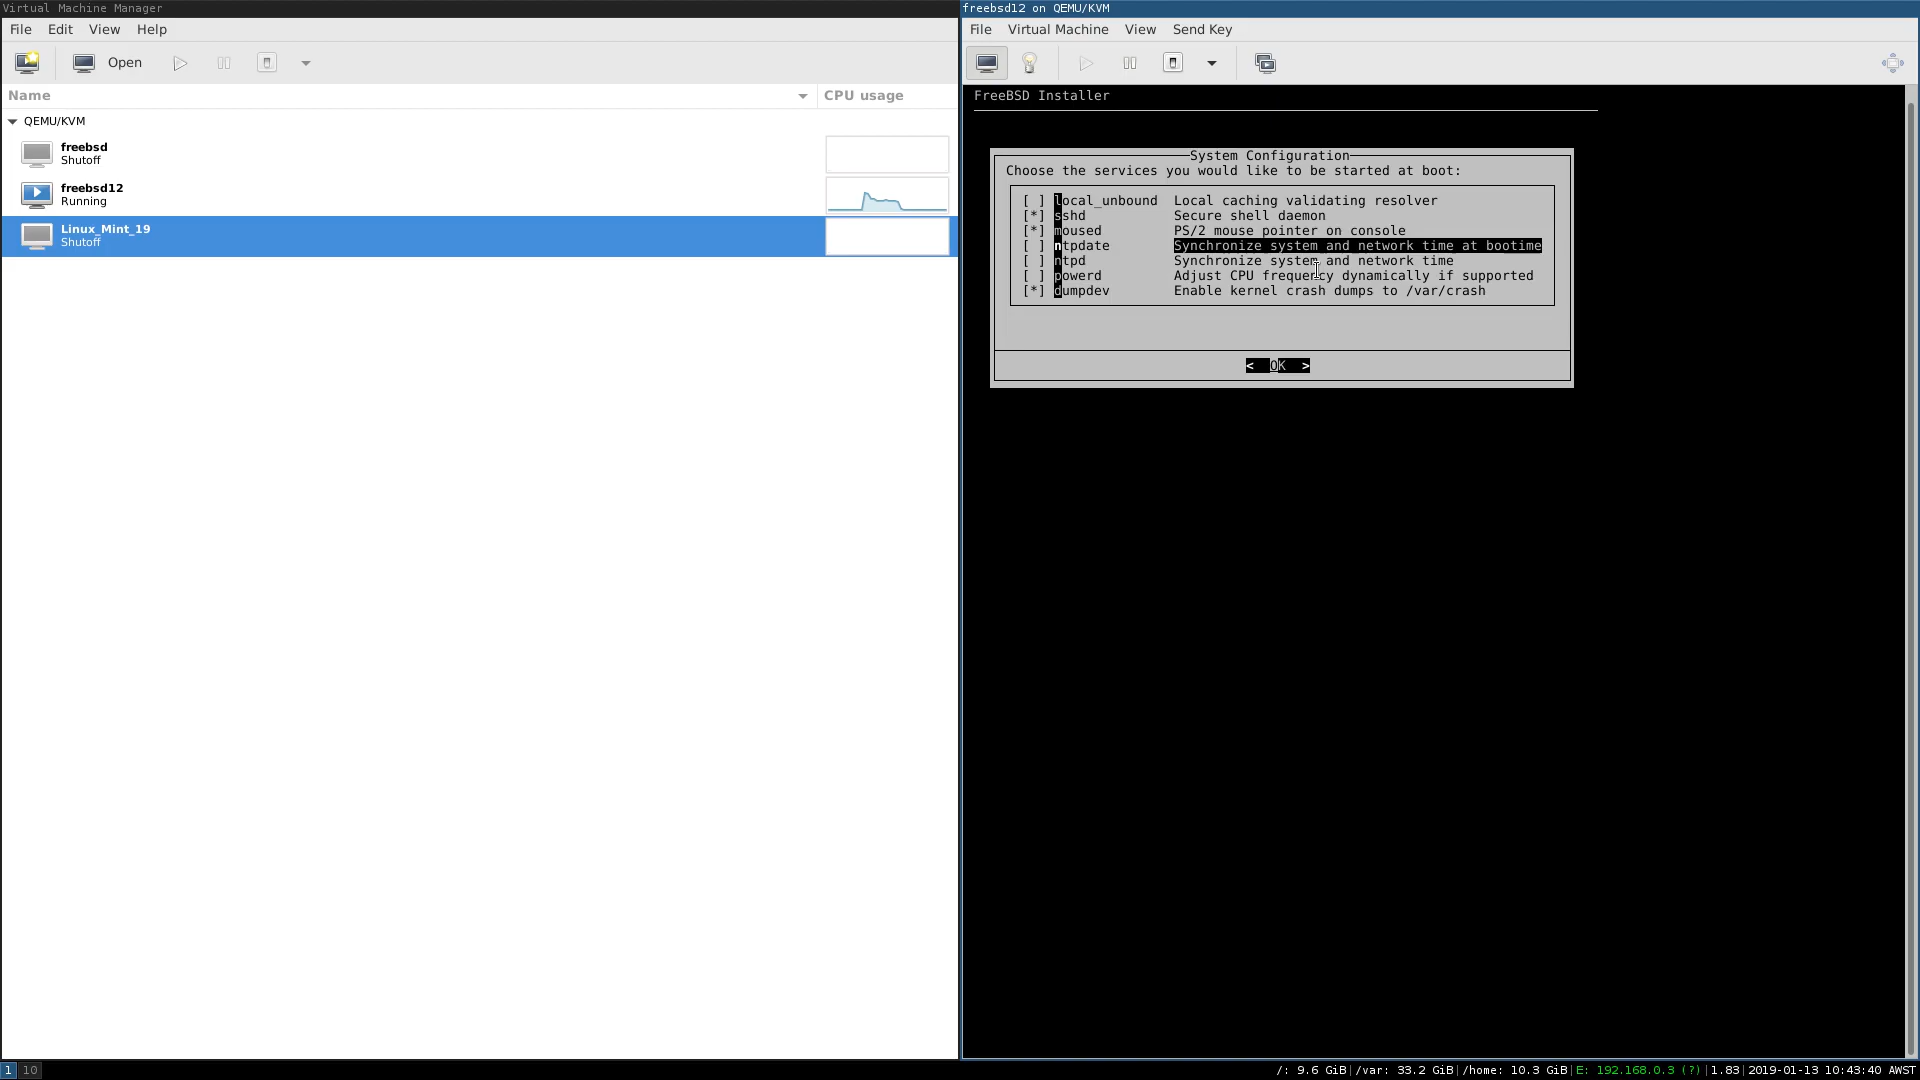 Virtual Machine Manager
File Edit View Help
Open
Name CPU usage
QEMU/KVM
freebsd
Shutoff
freebsd12
Running
Linux_Mint_19
Shutoff
freebsd12 on QEMU/KVM
File Virtual Machine View Send Key
FreeBSD Installer
System Configuration
Choose the services you would like to be started at boot:
[ ] local_unbound Local caching validating resolver
[*] sshd Secure shell daemon
[*] moused PS/2 mouse pointer on console
[ ] ntpdate Synchronize system and network time at bootime
[ ] ntpd Synchronize system and network time
[ ] powerd Adjust CPU frequency dynamically if supported
[*] dumpdev Enable kernel crash dumps to /var/crash
< OK >
1 10 /: 9.6 GiB|/var: 33.2 GiB|/home: 10.3 GiB|E: 192.168.0.3 (?)|1.83|2019-01-13 10:43:40 AWST